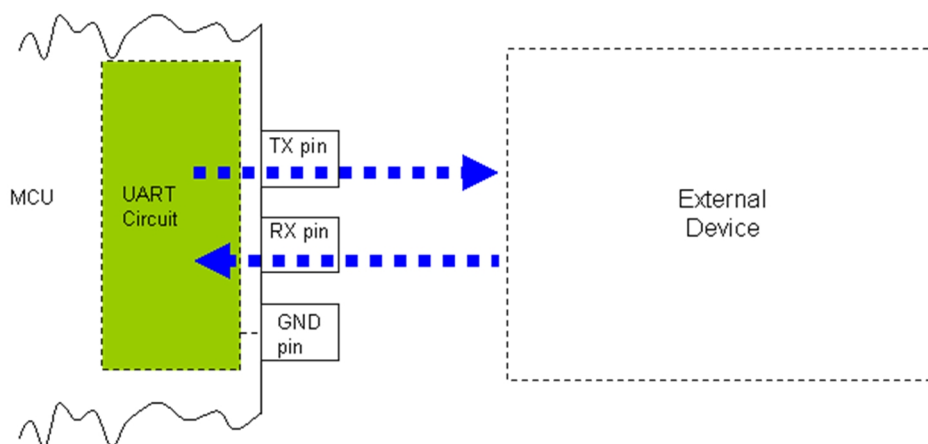 MCU
UART
Circuit
TX pin
RX pin
GND
pin
External
Device